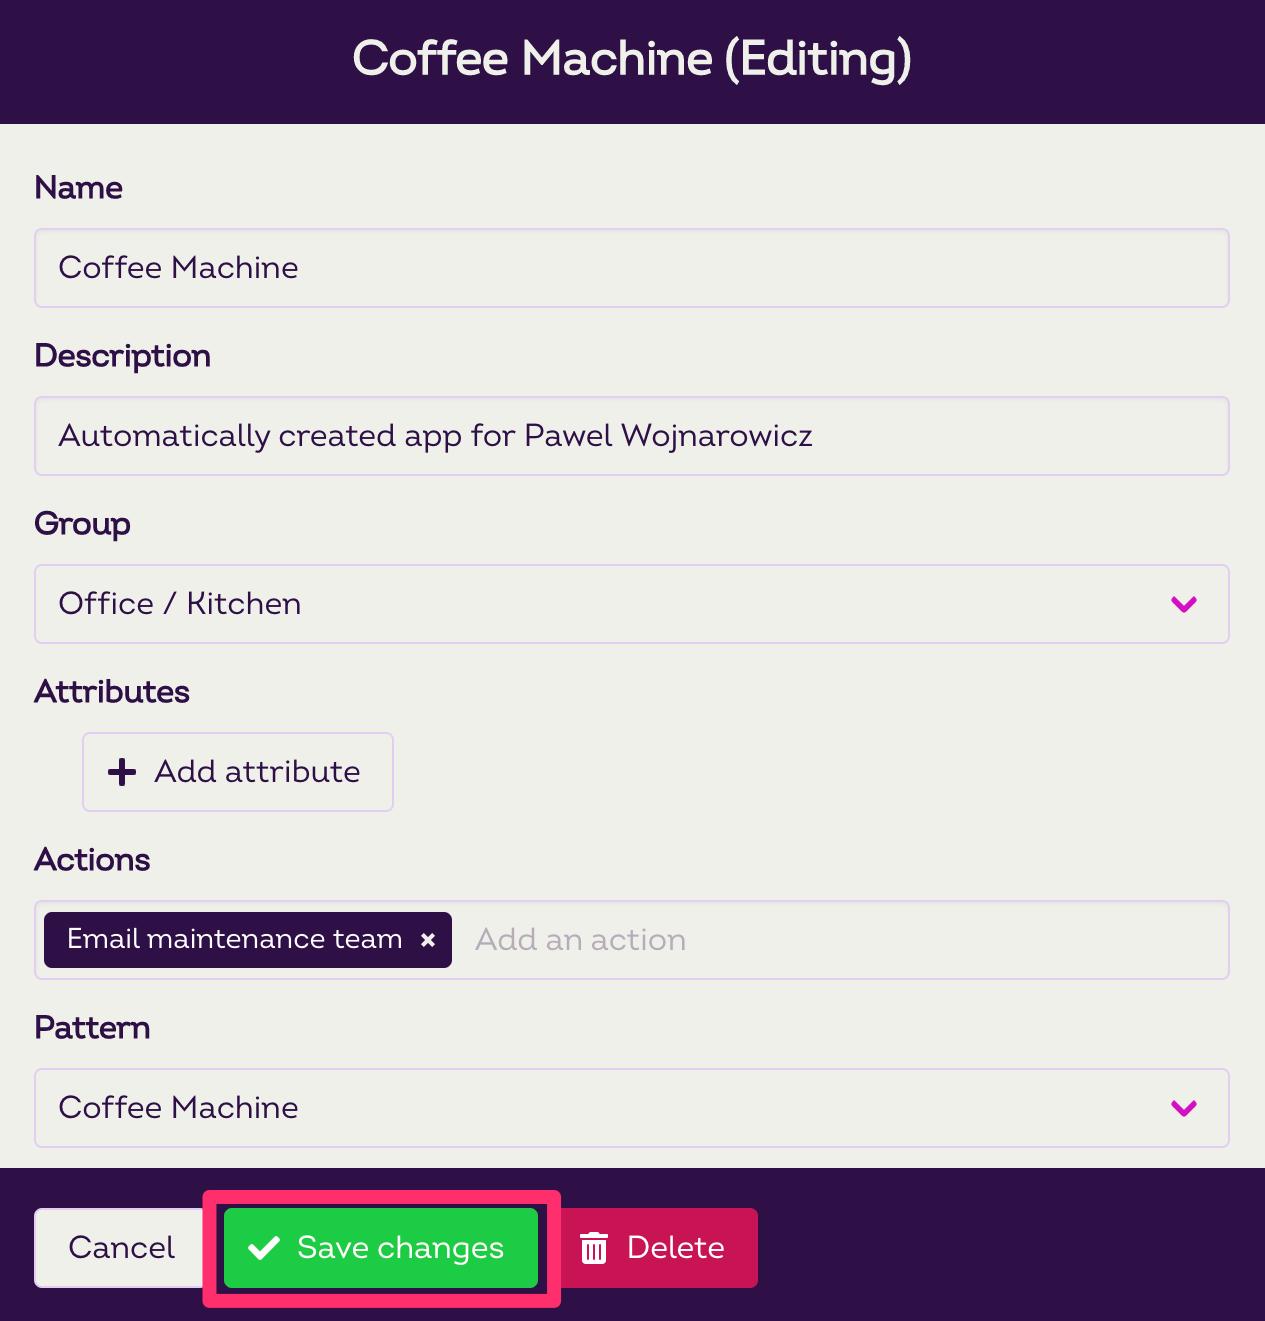 Coffee Machine (Editing)
Name
Coffee Machine
Description
Automatically created app for Pawel Wojnarowicz
Group
Office / Kitchen
Attributes
Add attribute
Actions
Email maintenance team × Add an action
Pattern
Coffee Machine
Cancel Save changes Delete